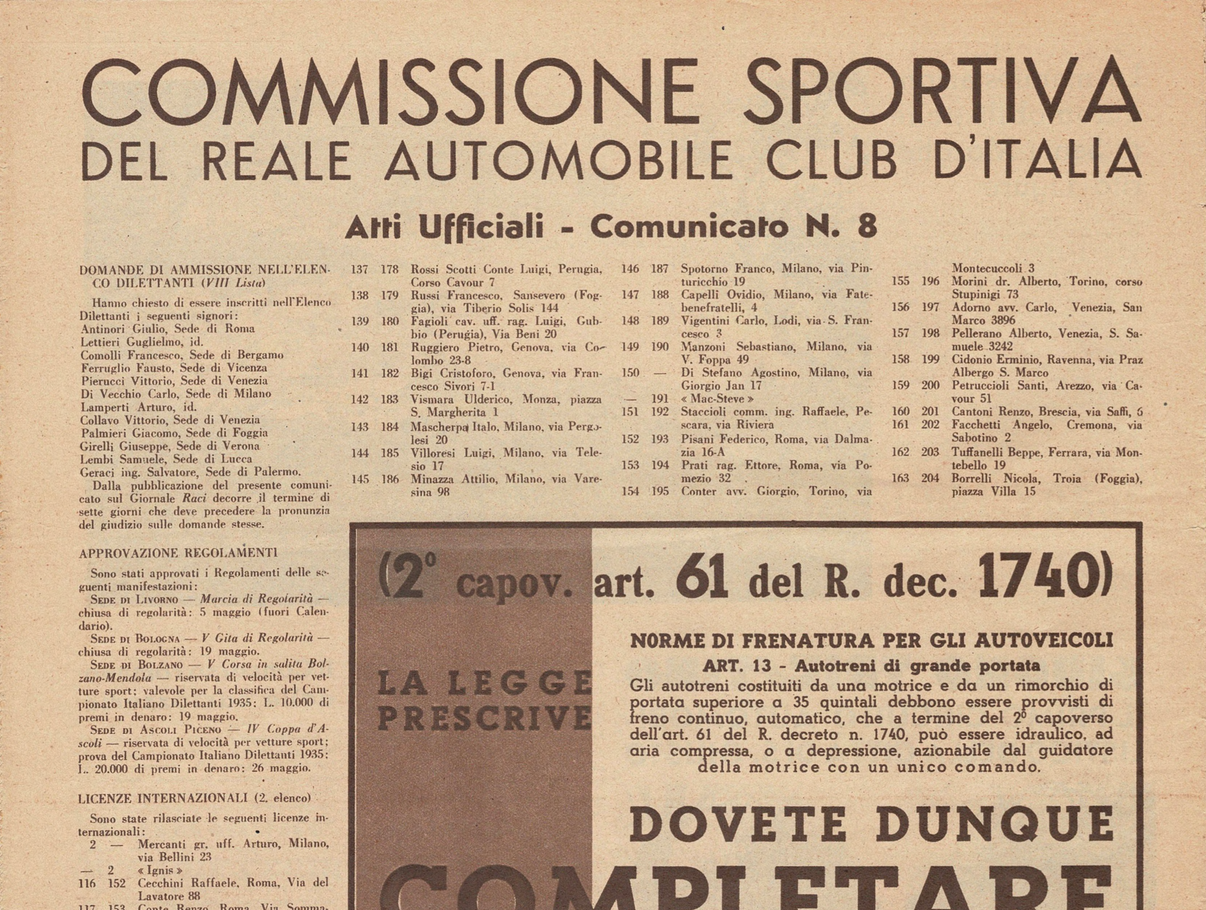 COMMISSIONE SPORTIVA
DEL REALE AUTOMOBILE CLUB D'ITALIA
Atti Ufficiali - Comunicato N. 8
DOMANDE DI AMMISSIONE NELL'ELEN-
CO DILETTANTI (VIII Lista)
Hanno chiesto di essere inscritti nell'Elenco
Dilettanti i seguenti signori:
Antinori Giulio, Sede di Roma
Lettieri Guglielmo, id.
Comolli Francesco, Sede di Bergamo
Ferruglio Fausto, Sede di Vicenza
Pierucci Vittorio, Sede di Venezia
Di Vecchio Carlo, Sede di Milano
Lamperti Arturo, id.
Collavo Vittorio, Sede di Venezia
Palmieri Giacomo, Sede di Foggia
Girelli Giuseppe, Sede di Verona
Lembi Samuele, Sede di Lucca
Geraci ing. Salvatore, Sede di Palermo.
Dalla pubblicazione del presente comuni-
cato sul Giornale Raci decorre il termine di
sette giorni che deve precedere la pronunzia
del giudizio sulle domande stesse.
APPROVAZIONE REGOLAMENTI
Sono stati approvati i Regolamenti delle se-
guenti manifestazioni:
SEDE DI LIVORNO — Marcia di Regolarità —
chiusa di regolarità: 5 maggio (fuori Calen-
dario).
SEDE DI BOLOGNA — V Gita di Regolarità —
chiusa di regolarità: 19 maggio.
SEDE DI BOLZANO — V Corsa in salita Bol-
zano-Mendola — riservata di velocità per vet-
ture sport; valevole per la classifica del Cam-
pionato Italiano Dilettanti 1935; L. 10.000 di
premi in denaro: 19 maggio.
SEDE DI ASCOLI PICENO — IV Coppa d'A-
scoli — riservata di velocità per vetture sport;
prova del Campionato Italiano Dilettanti 1935;
L. 20.000 di premi in denaro: 26 maggio.
LICENZE INTERNAZIONALI (2. elenco)
Sono state rilasciate le seguenti licenze in-
ternazionali:
2 — Mercanti gr. uff. Arturo, Milano,
via Bellini 23
— 2 « Ignis »
116 152 Cecchini Raffaele, Roma, Via del
Lavatore 88
117 153 Conte Renzo, Roma, Via Somma-
137 178 Rossi Scotti Conte Luigi, Perugia,
Corso Cavour 7
138 179 Russi Francesco, Sansevero (Fog-
gia), via Tiberio Solis 144
139 180 Fagioli cav. uff. rag. Luigi, Gub-
bio (Perugia), Via Beni 20
140 181 Ruggiero Pietro, Genova, via Co-
lombo 23-8
141 182 Bigi Cristoforo, Genova, via Fran-
cesco Sivori 7-1
142 183 Vismara Ulderico, Monza, piazza
S. Margherita 1
143 184 Mascherpa Italo, Milano, via Pergo-
lesi 20
144 185 Villoresi Luigi, Milano, via Tele-
sio 17
145 186 Minazza Attilio, Milano, via Vare-
sina 98
146 187 Spotorno Franco, Milano, via Pin-
turicchio 19
147 188 Capelli Ovidio, Milano, via Fate-
benefratelli, 4
148 189 Vigentini Carlo, Lodi, via S. Fran-
cesco 3
149 190 Manzoni Sebastiano, Milano, via
V. Foppa 49
150 — Di Stefano Agostino, Milano, via
Giorgio Jan 17
— 191 « Mac-Steve »
151 192 Staccioli comm. ing. Raffaele, Pe-
scara, via Riviera
152 193 Pisani Federico, Roma, via Dalma-
zia 16-A
153 194 Prati rag. Ettore, Roma, via Po-
mezio 32
154 195 Conter avv. Giorgio, Torino, via
Montecuccoli 3
155 196 Morini dr. Alberto, Torino, corso
Stupinigi 73
156 197 Adorno avv. Carlo, Venezia, San
Marco 3896
157 198 Pellerano Alberto, Venezia, S. Sa-
muele 3242
158 199 Cidonio Erminio, Ravenna, via Praz
Albergo S. Marco
159 200 Petruccioli Santi, Arezzo, via Ca-
vour 51
160 201 Cantoni Renzo, Brescia, via Saffi, 6
161 202 Facchetti Angelo, Cremona, via
Sabotino 2
162 203 Tuffanelli Beppe, Ferrara, via Mon-
tebello 19
163 204 Borrelli Nicola, Troia (Foggia),
piazza Villa 15
(2º capov. art. 61 del R. dec. 1740)
LA LEGGE
PRESCRIVE
NORME DI FRENATURA PER GLI AUTOVEICOLI
ART. 13 - Autotreni di grande portata
Gli autotreni costituiti da una motrice e da un rimorchio di
portata superiore a 35 quintali debbono essere provvisti di
freno continuo, automatico, che a termine del 2º capoverso
dell'art. 61 del R. decreto n. 1740, può essere idraulico, ad
aria compressa, o a depressione, azionabile dal guidatore
della motrice con un unico comando.
DOVETE DUNQUE
COMPLETARE